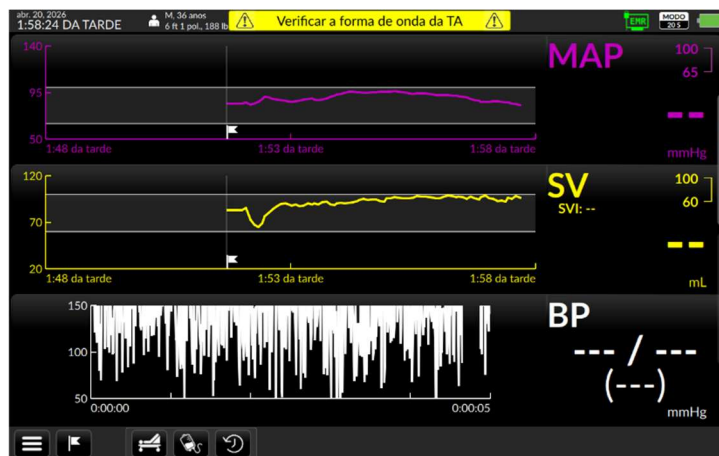 abr. 20, 2026
1:58:24 DA TARDE
M, 36 anos
6 ft 1 pol., 188 lb
Verificar a forma de onda da TA
EMR
MODO
20 S
140
95
50
1:48 da tarde
1:53 da tarde
1:58 da tarde
MAP
100
65
--
mmHg
120
70
20
1:48 da tarde
1:53 da tarde
1:58 da tarde
SV
SVI: --
100
60
--
mL
150
100
50
0:00:00
0:00:05
BP
--- / ---
(---)
mmHg